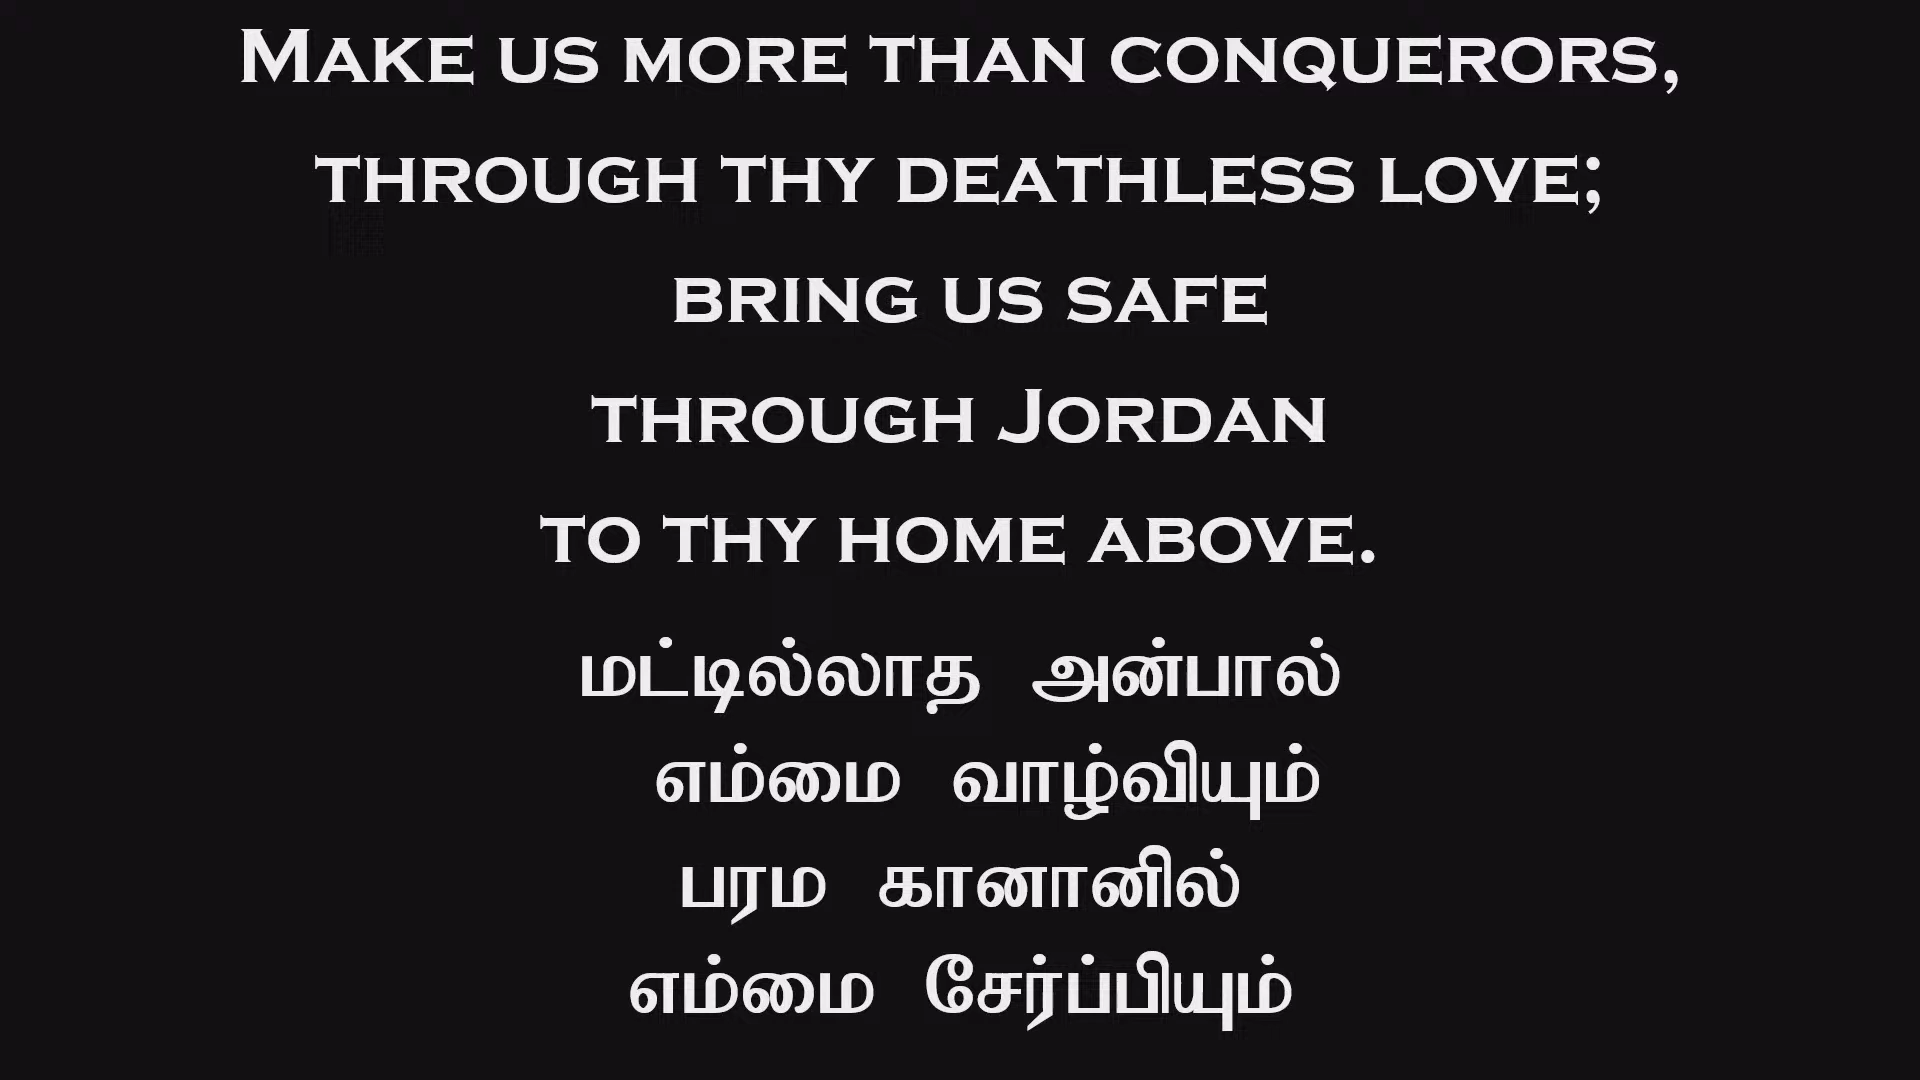 Make us more than conquerors,
through thy deathless love;
bring us safe
through Jordan
to thy home above.
மட்டில்லாத அன்பால்
எம்மை வாழ்வியும்
பரம கானானில்
எம்மை சேர்ப்பியும்